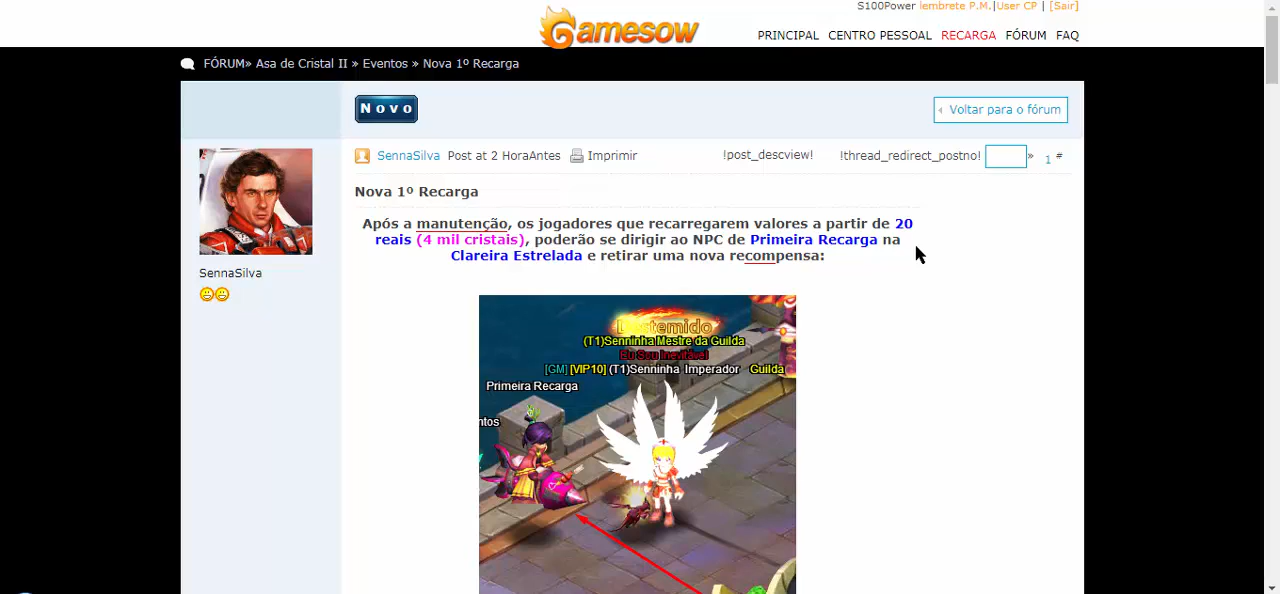 S100Power lembrete P.M.|User CP | [Sair]
Gamesow
PRINCIPAL CENTRO PESSOAL RECARGA FÓRUM FAQ
FÓRUM» Asa de Cristal II » Eventos » Nova 1º Recarga
Novo
Voltar para o fórum
SennaSilva Post at 2 HoraAntes Imprimir !post_descview! !thread_redirect_postno! » 1 #
Nova 1º Recarga
Após a manutenção, os jogadores que recarregarem valores a partir de 20
reais (4 mil cristais), poderão se dirigir ao NPC de Primeira Recarga na
Clareira Estrelada e retirar uma nova recompensa:
SennaSilva
(T1)Senninha Mestre da Guilda
Eu Sou Inevitável
[GM] [VIP10] (T1)Senninha Imperador Guilda
Primeira Recarga
ntos